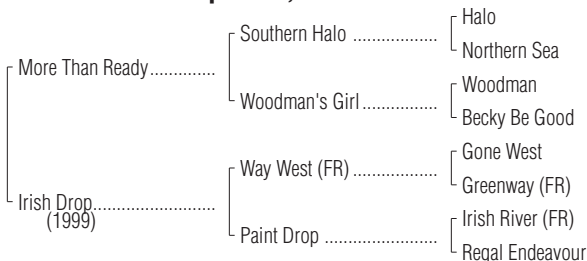 Halo
Southern Halo ..................
Northern Sea
More Than Ready..............
Woodman
Woodman's Girl................
Becky Be Good
Gone West
Way West (FR) ..................
Greenway (FR)
Irish Drop..........................
(1999)
Irish River (FR)
Paint Drop ........................
Regal Endeavour